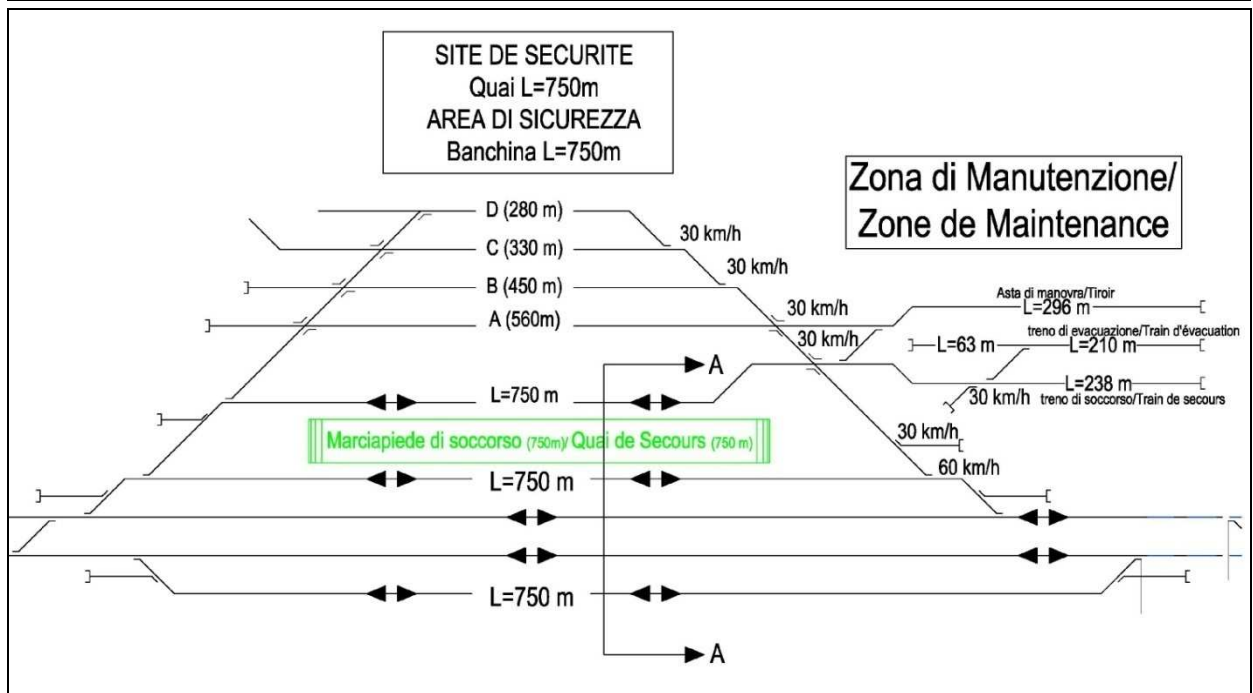 SITE DE SECURITE
Quai L=750m
AREA DI SICUREZZA
Banchina L=750m
Zona di Manutenzione/
Zone de Maintenance
D (280 m)
30 km/h
C (330 m)
30 km/h
B (450 m)
Asta di manovra/Tiroir
L=296 m
30 km/h
A (560m)
30 km/h
treno di evacuazione/Train d'évacuation
L=63 m
L=210 m
A
L=238 m
treno di soccorso/Train de secours
30 km/h
L=750 m
30 km/h
Marciapiede di soccorso (750m)/ Quai de Secours (750 m)
60 km/h
L=750 m
L=750 m
A